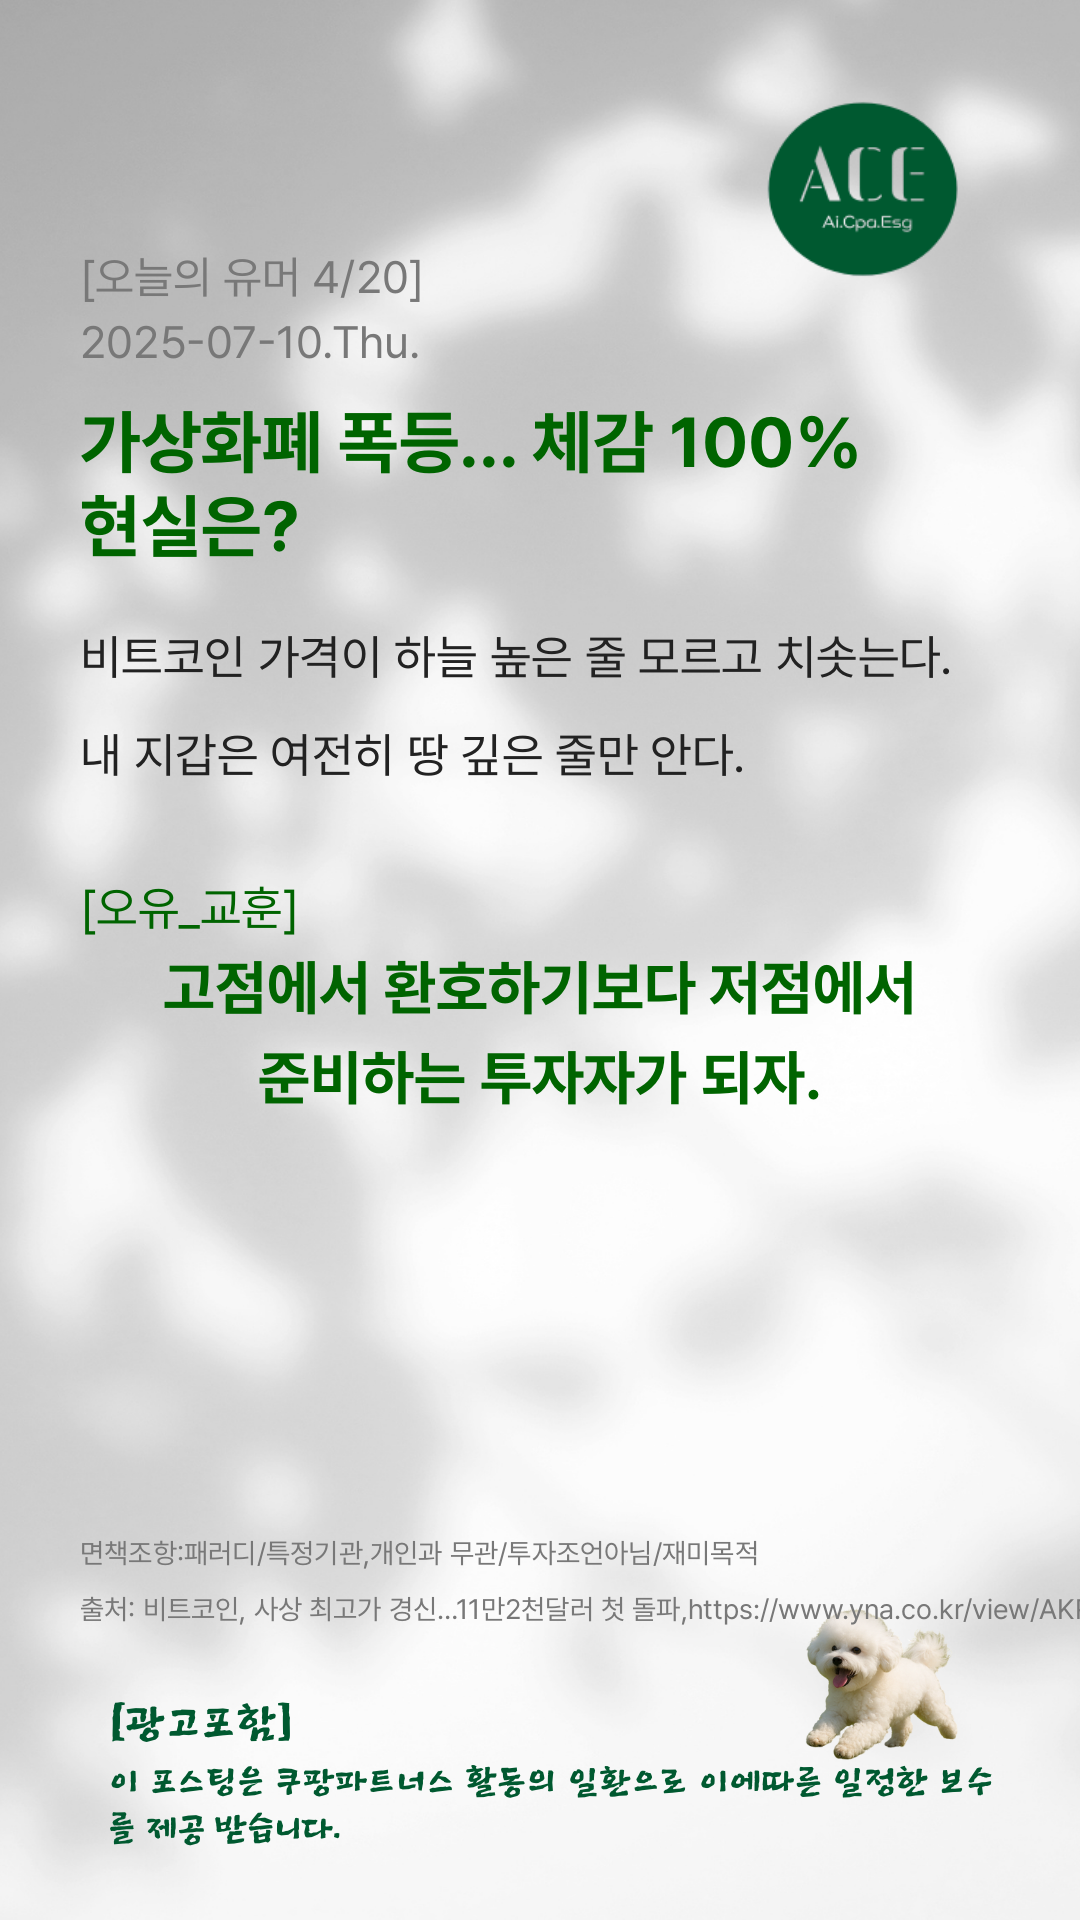 ACE
Ai.Cpa.Esg
[오늘의 유머 4/20]
2025-07-10.Thu.
가상화폐 폭등... 체감 100%
현실은?
비트코인 가격이 하늘 높은 줄 모르고 치솟는다.
내 지갑은 여전히 땅 깊은 줄만 안다.
[오유_교훈]
고점에서 환호하기보다 저점에서
준비하는 투자자가 되자.
면책조항:패러디/특정기관,개인과 무관/투자조언아님/재미목적
출처: 비트코인, 사상 최고가 경신...11만2천달러 첫 돌파,https://www.yna.co.kr/view/AK
[광고포함]
이 포스팅은 쿠팡파트너스 활동의 일환으로 이에따른 일정한 보수
를 제공 받습니다.